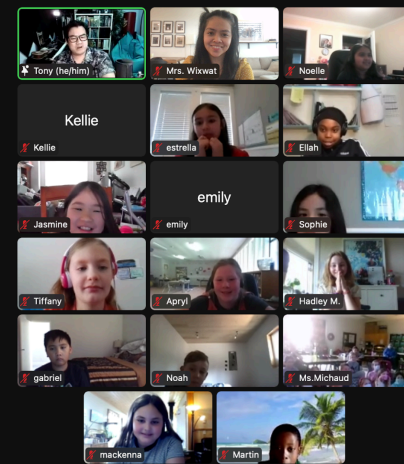 Tony (he/him)
Mrs. Wixwat
Noelle
Kellie
Kellie
estrella
Ellah
Jasmine
emily
emily
Sophie
Tiffany
Apryl
Hadley M.
gabriel
Noah
Ms.Michaud
mackenna
Martin